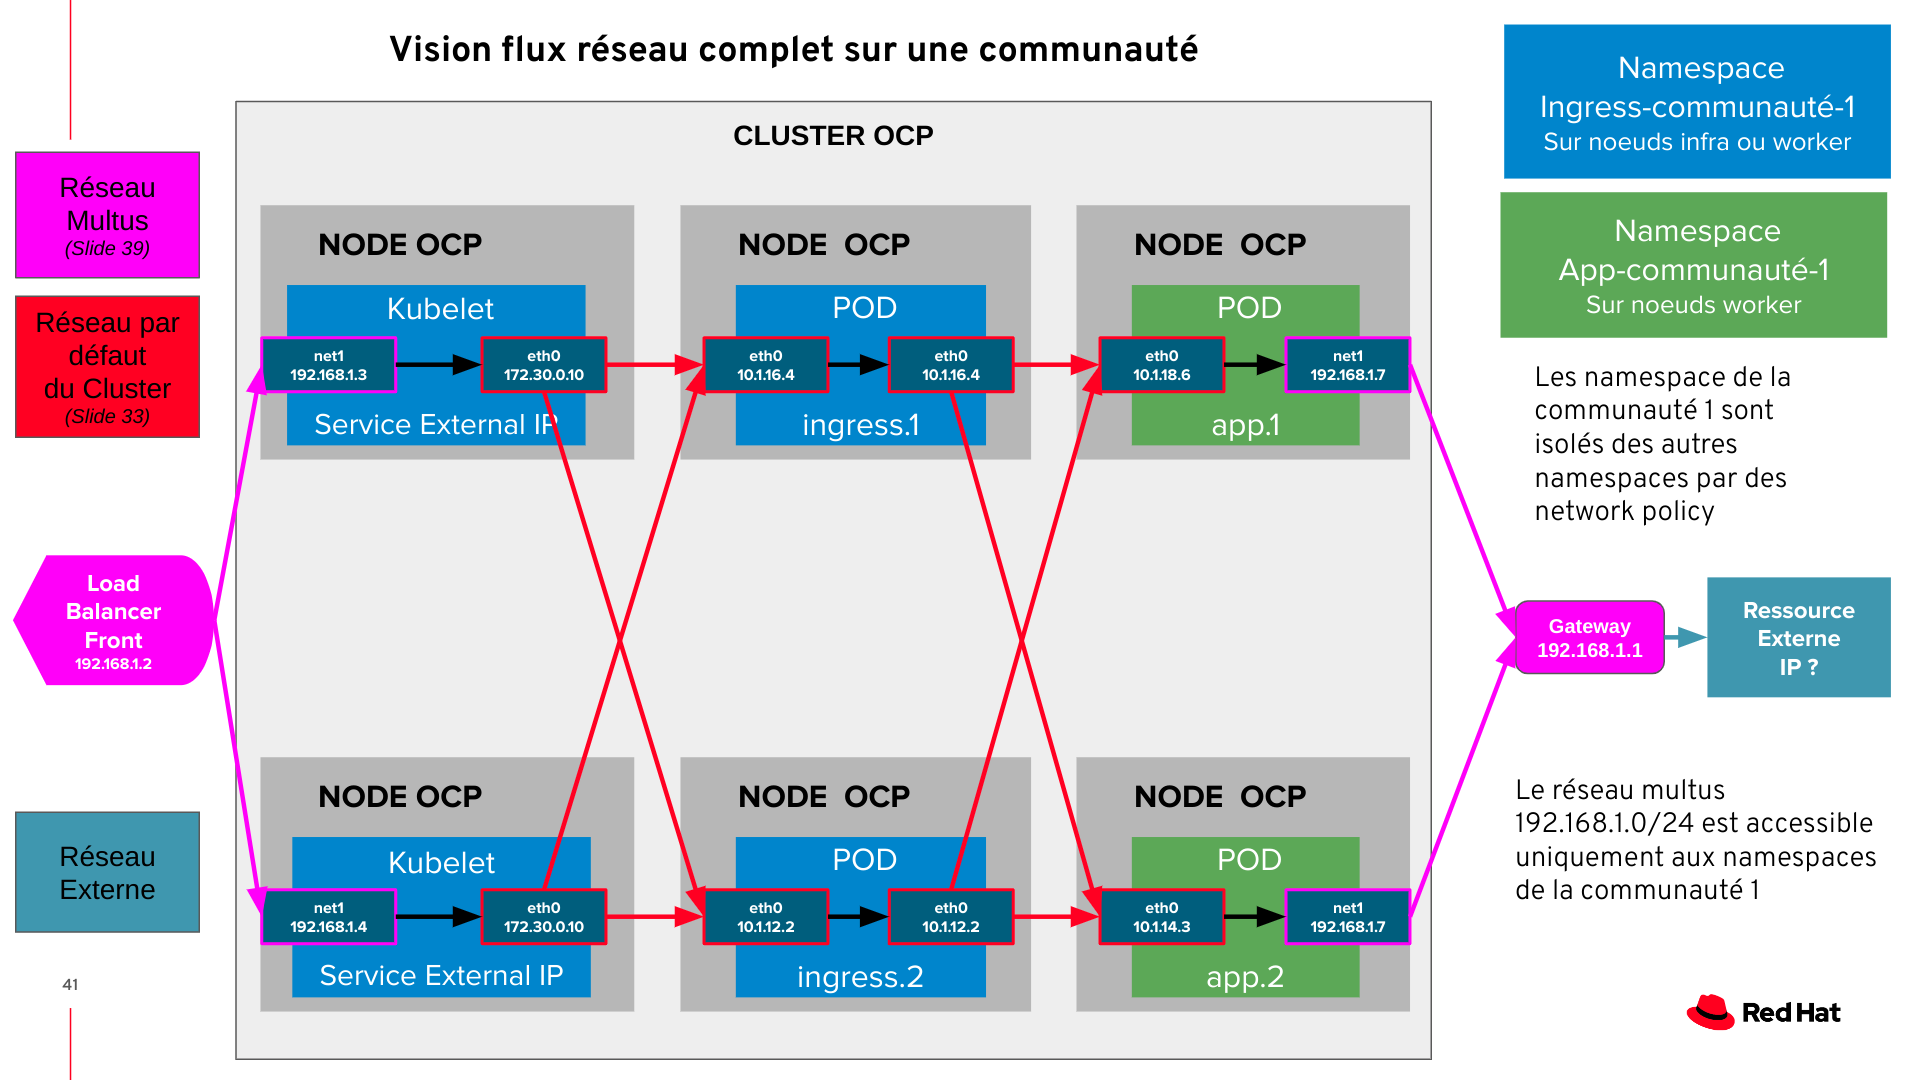 Vision flux réseau complet sur une communauté
Namespace
Ingress-communauté-1
Sur noeuds infra ou worker
Namespace
App-communauté-1
Sur noeuds worker
Les namespace de la
communauté 1 sont
isolés des autres
namespaces par des
network policy
Réseau
Multus
(Slide 39)
Réseau par
défaut
du Cluster
(Slide 33)
CLUSTER OCP
NODE OCP
Kubelet
net1
192.168.1.3
eth0
172.30.0.10
Service External IP
NODE OCP
POD
eth0
10.1.16.4
eth0
10.1.16.4
ingress.1
NODE OCP
POD
eth0
10.1.18.6
net1
192.168.1.7
app.1
Load
Balancer
Front
192.168.1.2
Gateway
192.168.1.1
Ressource
Externe
IP ?
NODE OCP
Kubelet
net1
192.168.1.4
eth0
172.30.0.10
Service External IP
NODE OCP
POD
eth0
10.1.12.2
eth0
10.1.12.2
ingress.2
NODE OCP
POD
eth0
10.1.14.3
net1
192.168.1.7
app.2
Le réseau multus
192.168.1.0/24 est accessible
uniquement aux namespaces
de la communauté 1
Réseau
Externe
41
Red Hat